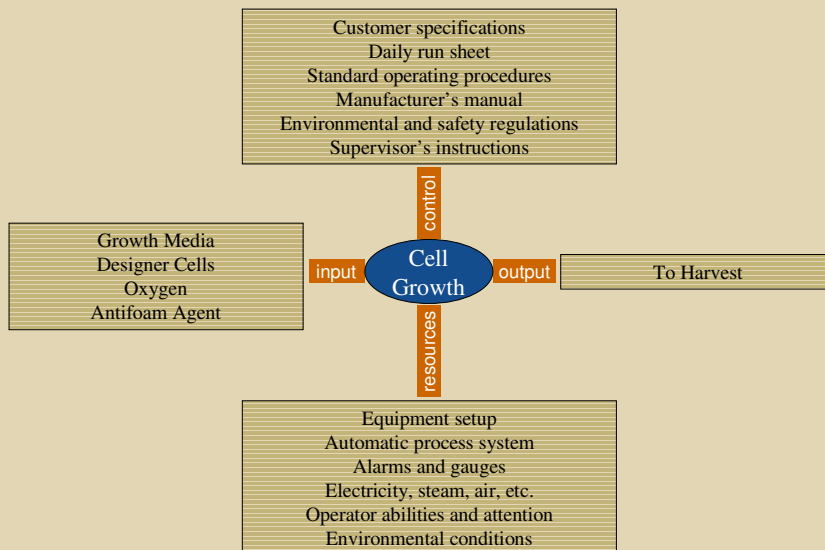 Customer specifications
Daily run sheet
Standard operating procedures
Manufacturer’s manual
Environmental and safety regulations
Supervisor’s instructions
control
Growth Media
Designer Cells
Oxygen
Antifoam Agent
input
Cell
Growth
output
To Harvest
resources
Equipment setup
Automatic process system
Alarms and gauges
Electricity, steam, air, etc.
Operator abilities and attention
Environmental conditions